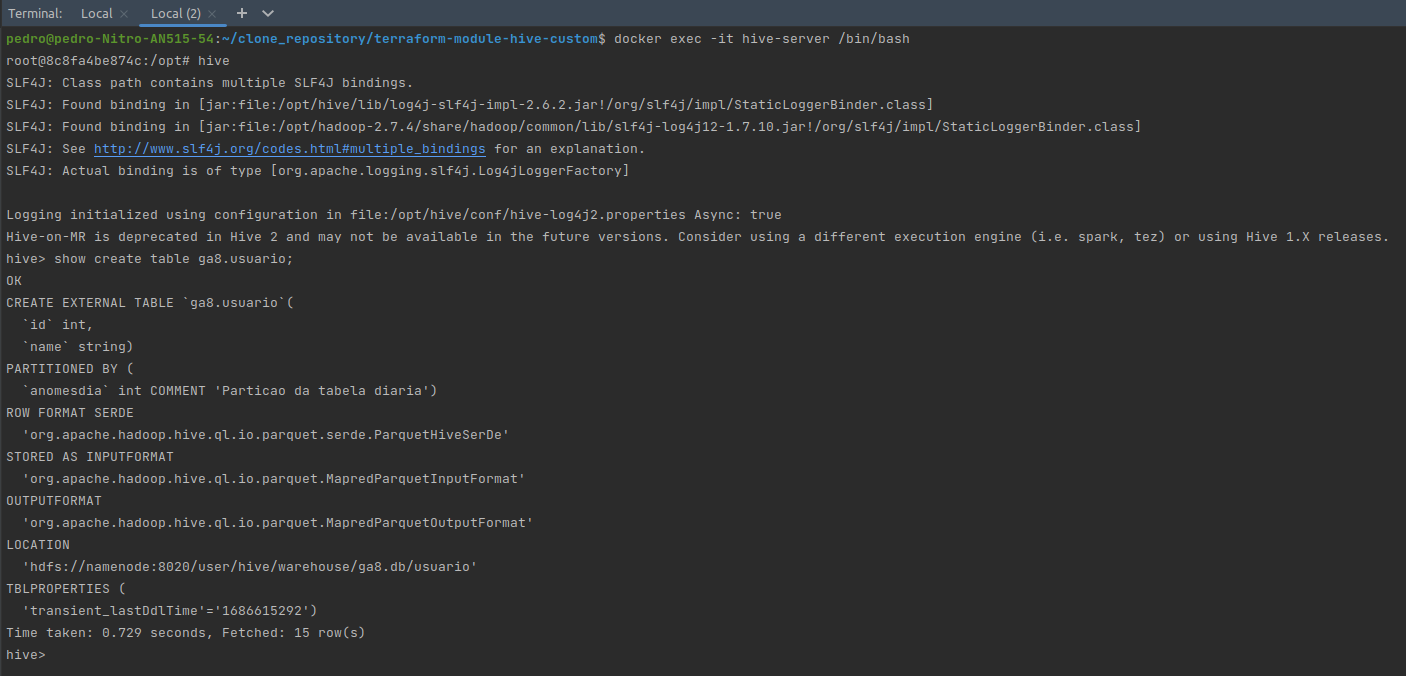 Terminal: Local × Local (2) × +
pedro@pedro-Nitro-AN515-54:~/clone_repository/terraform-module-hive-custom$ docker exec -it hive-server /bin/bash
root@8c8fa4be874c:/opt# hive
SLF4J: Class path contains multiple SLF4J bindings.
SLF4J: Found binding in [jar:file:/opt/hive/lib/log4j-slf4j-impl-2.6.2.jar!/org/slf4j/impl/StaticLoggerBinder.class]
SLF4J: Found binding in [jar:file:/opt/hadoop-2.7.4/share/hadoop/common/lib/slf4j-log4j12-1.7.10.jar!/org/slf4j/impl/StaticLoggerBinder.class]
SLF4J: See http://www.slf4j.org/codes.html#multiple_bindings for an explanation.
SLF4J: Actual binding is of type [org.apache.logging.slf4j.Log4jLoggerFactory]
Logging initialized using configuration in file:/opt/hive/conf/hive-log4j2.properties Async: true
Hive-on-MR is deprecated in Hive 2 and may not be available in the future versions. Consider using a different execution engine (i.e. spark, tez) or using Hive 1.X releases.
hive> show create table ga8.usuario;
OK
CREATE EXTERNAL TABLE `ga8.usuario`(
  `id` int,
  `name` string)
PARTITIONED BY (
  `anomesdia` int COMMENT 'Particao da tabela diaria')
ROW FORMAT SERDE
  'org.apache.hadoop.hive.ql.io.parquet.serde.ParquetHiveSerDe'
STORED AS INPUTFORMAT
  'org.apache.hadoop.hive.ql.io.parquet.MapredParquetInputFormat'
OUTPUTFORMAT
  'org.apache.hadoop.hive.ql.io.parquet.MapredParquetOutputFormat'
LOCATION
  'hdfs://namenode:8020/user/hive/warehouse/ga8.db/usuario'
TBLPROPERTIES (
  'transient_lastDdlTime'='1686615292')
Time taken: 0.729 seconds, Fetched: 15 row(s)
hive>